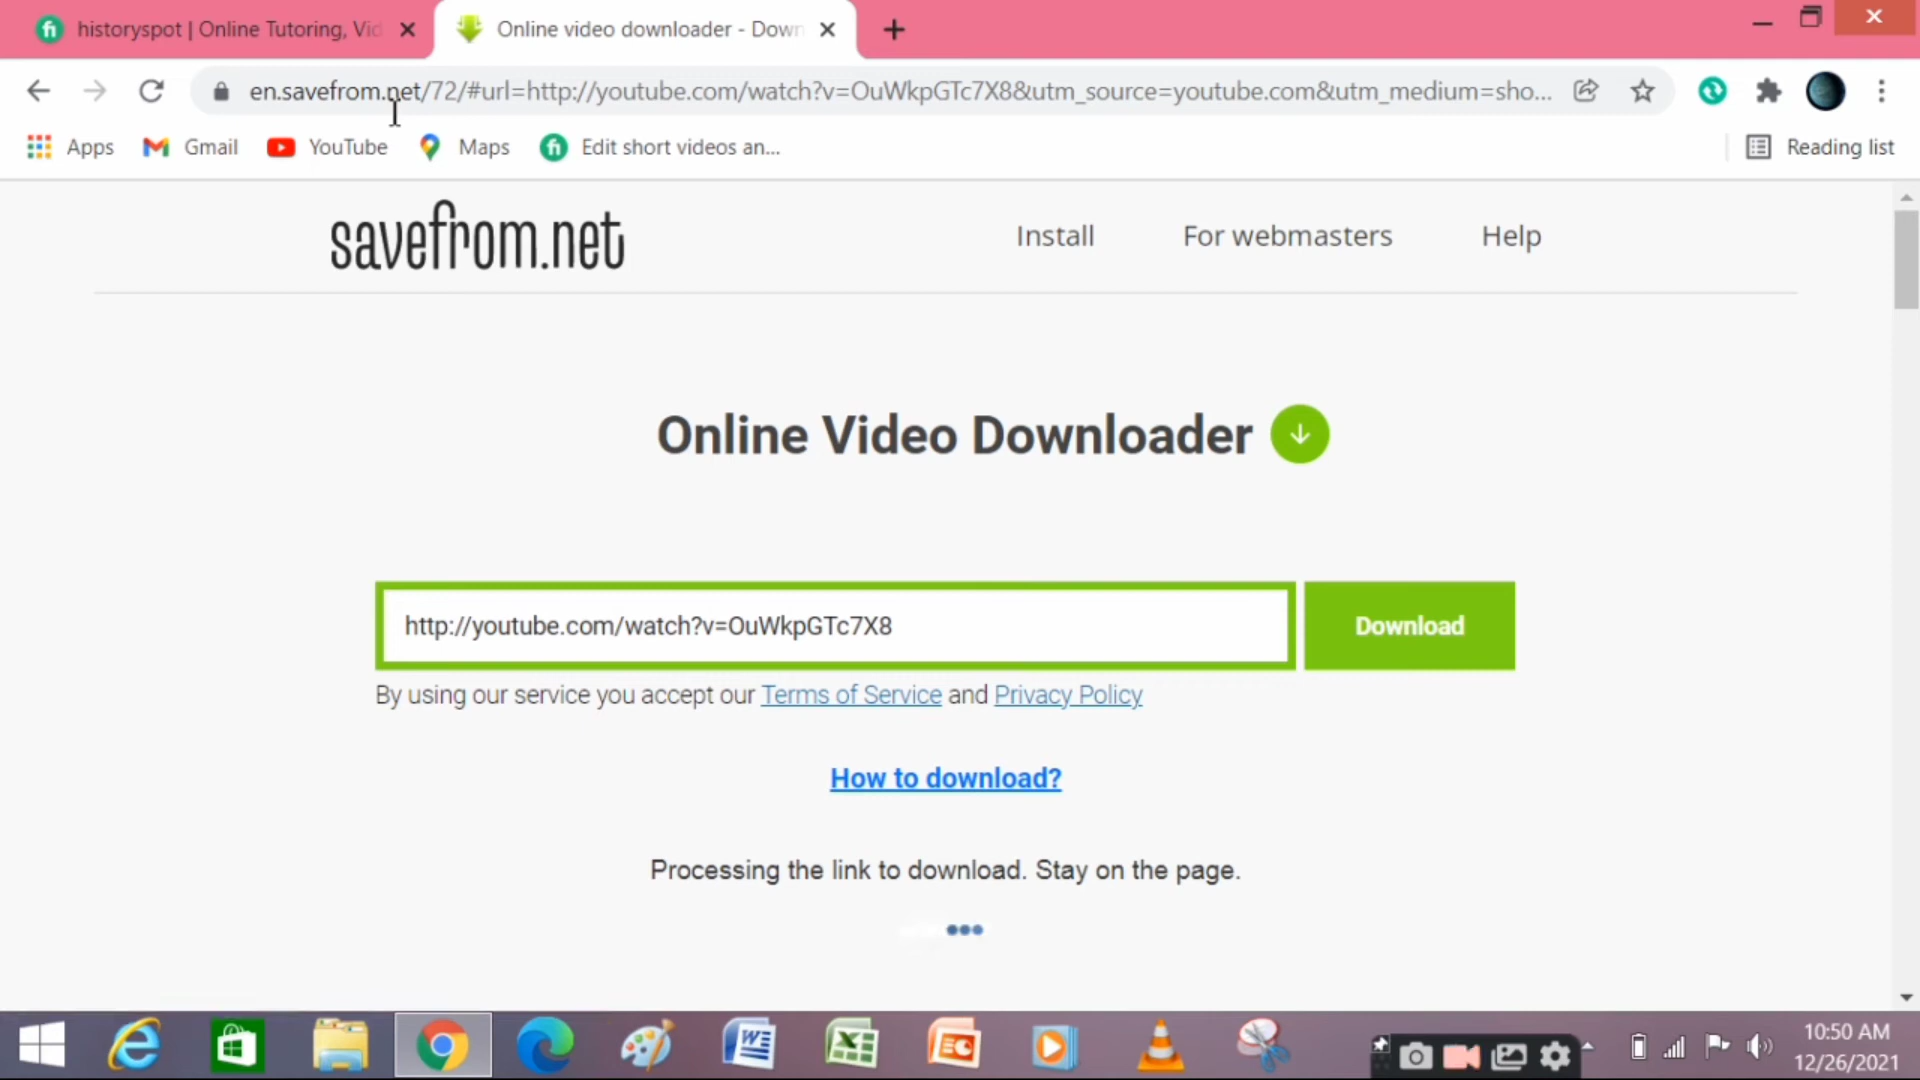 historyspot | Online Tutoring, Vid
Online video downloader - Down
en.savefrom.net/72/#url=http://youtube.com/watch?v=OuWkpGTc7X8&utm_source=youtube.com&utm_medium=sho...
Apps
Gmail
YouTube
Maps
Edit short videos an...
Reading list
savefrom.net
Install
For webmasters
Help
Online Video Downloader
http://youtube.com/watch?v=OuWkpGTc7X8
Download
By using our service you accept our Terms of Service and Privacy Policy
How to download?
Processing the link to download. Stay on the page.
10:50 AM
12/26/2021